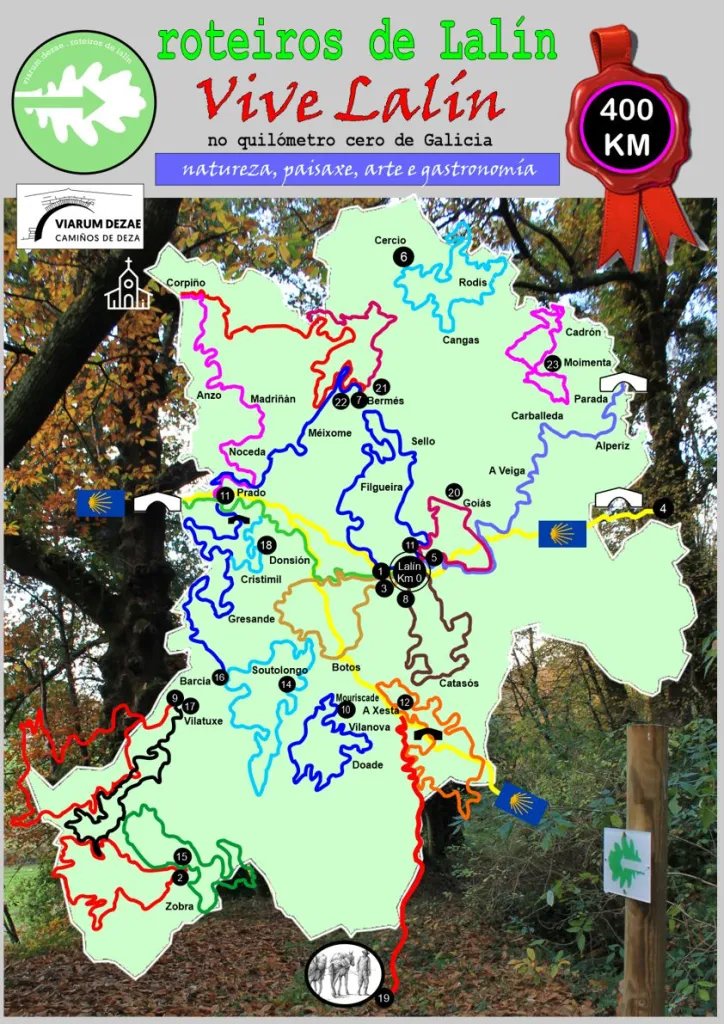 viarum desae - roteiros de lalín
roteiros de Lalín
Vive Lalín
no quilómetro cero de Galicia
natureza, paisaxe, arte e gastronomía
400
KM
VIARUM DEZAE
CAMIÑOS DE DEZA
Cercio
6
Rodis
Cangas
Corpiño
Cadrón
23
Moimenta
Parada
Carballeda
Alperíz
Anzo
Madriñán
Noceda
21
22
7
Bermés
Méixome
Sello
A Veiga
Filgueira
20
Goiás
11
Prado
4
18
Donsión
Cristimil
11
5
1
Lalín
Km 0
3
8
Gresande
Botos
Catasós
Barcia
16
Soutolongo
14
9
17
Vilatuxe
Mouriscade
10
A Xesta
12
Vilanova
Doade
15
2
Zobra
19